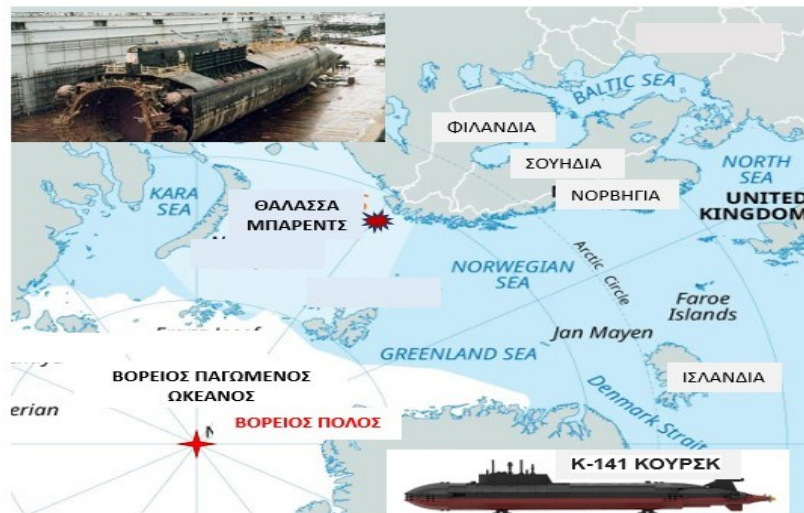 BALTIC SEA
ΦΙΛΑΝΔΙΑ
ΣΟΥΗΔΙΑ
NORTH
SEA
KARA
SEA
ΘΑΛΑΣΣΑ
ΜΠΑΡΕΝΤΣ
ΝΟΡΒΗΓΙΑ
UNITED
KINGDOM
NORWEGIAN
SEA
Arctic Circle
Faroe
Islands
Jan Mayen
GREENLAND SEA
ΒΟΡΕΙΟΣ ΠΑΓΩΜΕΝΟΣ
ΩΚΕΑΝΟΣ
ΙΣΛΑΝΔΙΑ
Denmark Strait
erian
N
ΒΟΡΕΙΟΣ ΠΟΛΟΣ
Κ-141 ΚΟΥΡΣΚ